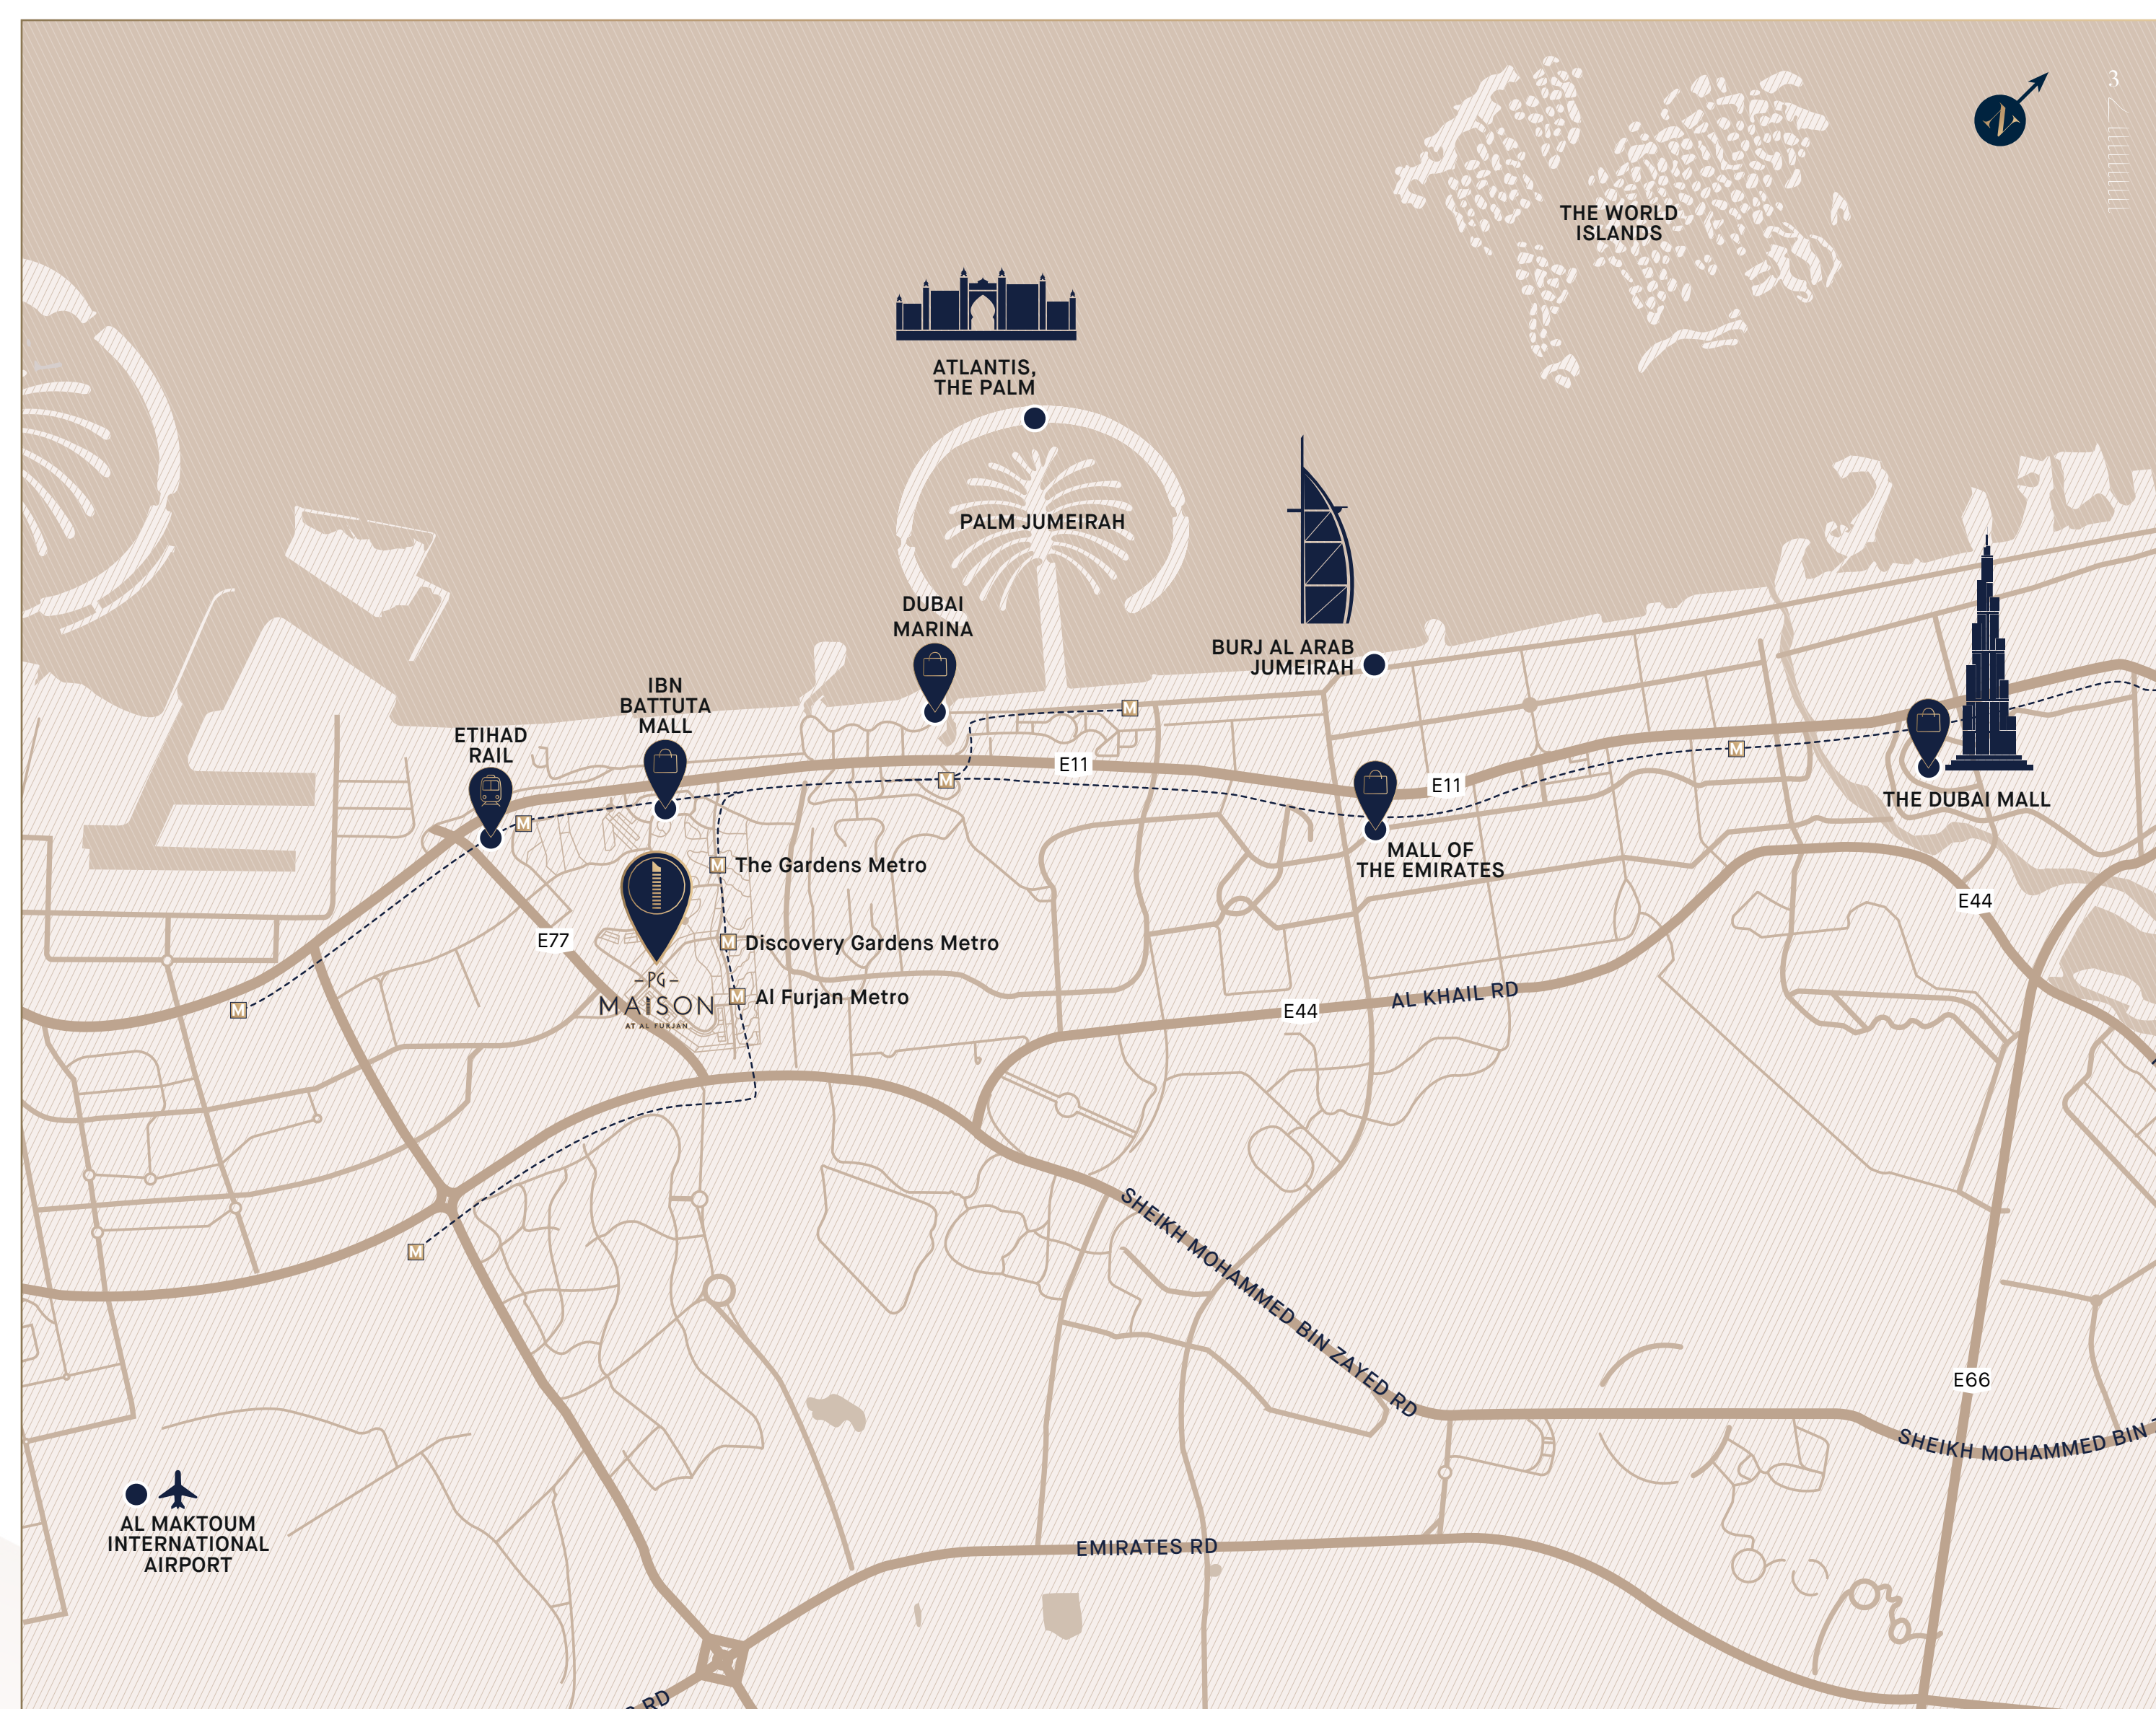 3
N
THE WORLD
ISLANDS
ATLANTIS,
THE PALM
PALM JUMEIRAH
DUBAI
MARINA
BURJ AL ARAB
JUMEIRAH
IBN
BATTUTA
MALL
ETIHAD
RAIL
M
E11
M
M
E11
M
THE DUBAI MALL
M
MALL OF
THE EMIRATES
M
The Gardens Metro
E44
E77
M
Discovery Gardens Metro
PG
MAISON
AT AL FURJAN
M
Al Furjan Metro
AL KHAIL RD
E44
M
M
SHEIKH MOHAMMED BIN ZAYED RD
E66
SHEIKH MOHAMMED BIN
AL MAKTOUM
INTERNATIONAL
AIRPORT
EMIRATES RD
RD